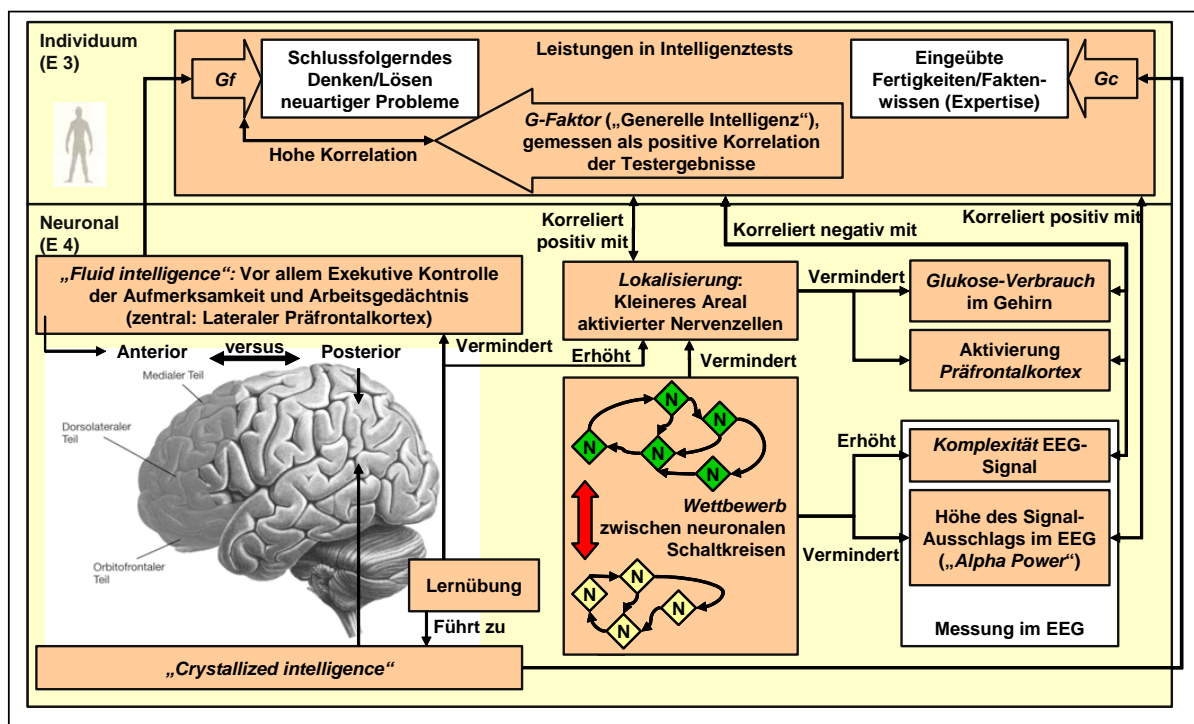 Individuum
(E 3)
Leistungen in Intelligenztests
Gf
Schlussfolgerndes
Denken/Lösen
neuartiger Probleme
Eingeübte
Fertigkeiten/Fakten-
wissen (Expertise)
Gc
G-Faktor („Generelle Intelligenz“),
gemessen als positive Korrelation
der Testergebnisse
Hohe Korrelation
Neuronal
(E 4)
Korreliert
positiv mit
Korreliert negativ mit
Korreliert positiv mit
„Fluid intelligence“: Vor allem Exekutive Kontrolle
der Aufmerksamkeit und Arbeitsgedächtnis
(zentral: Lateraler Präfrontalkortex)
Lokalisierung:
Kleineres Areal
aktivierter Nervenzellen
Vermindert
Glukose-Verbrauch
im Gehirn
Aktivierung
Präfrontalkortex
Anterior
versus
Posterior
Vermindert
Erhöht
Vermindert
Medialer Teil
Dorsolateraler
Teil
Orbitofrontaler
Teil
N
N
N
N
N
Wettbewerb
zwischen neuronalen
Schaltkreisen
N
N
N
N
Erhöht
Komplexität EEG-
Signal
Vermindert
Höhe des Signal-
Ausschlags im EEG
(„Alpha Power“)
Messung im EEG
Lernübung
Führt zu
„Crystallized intelligence“